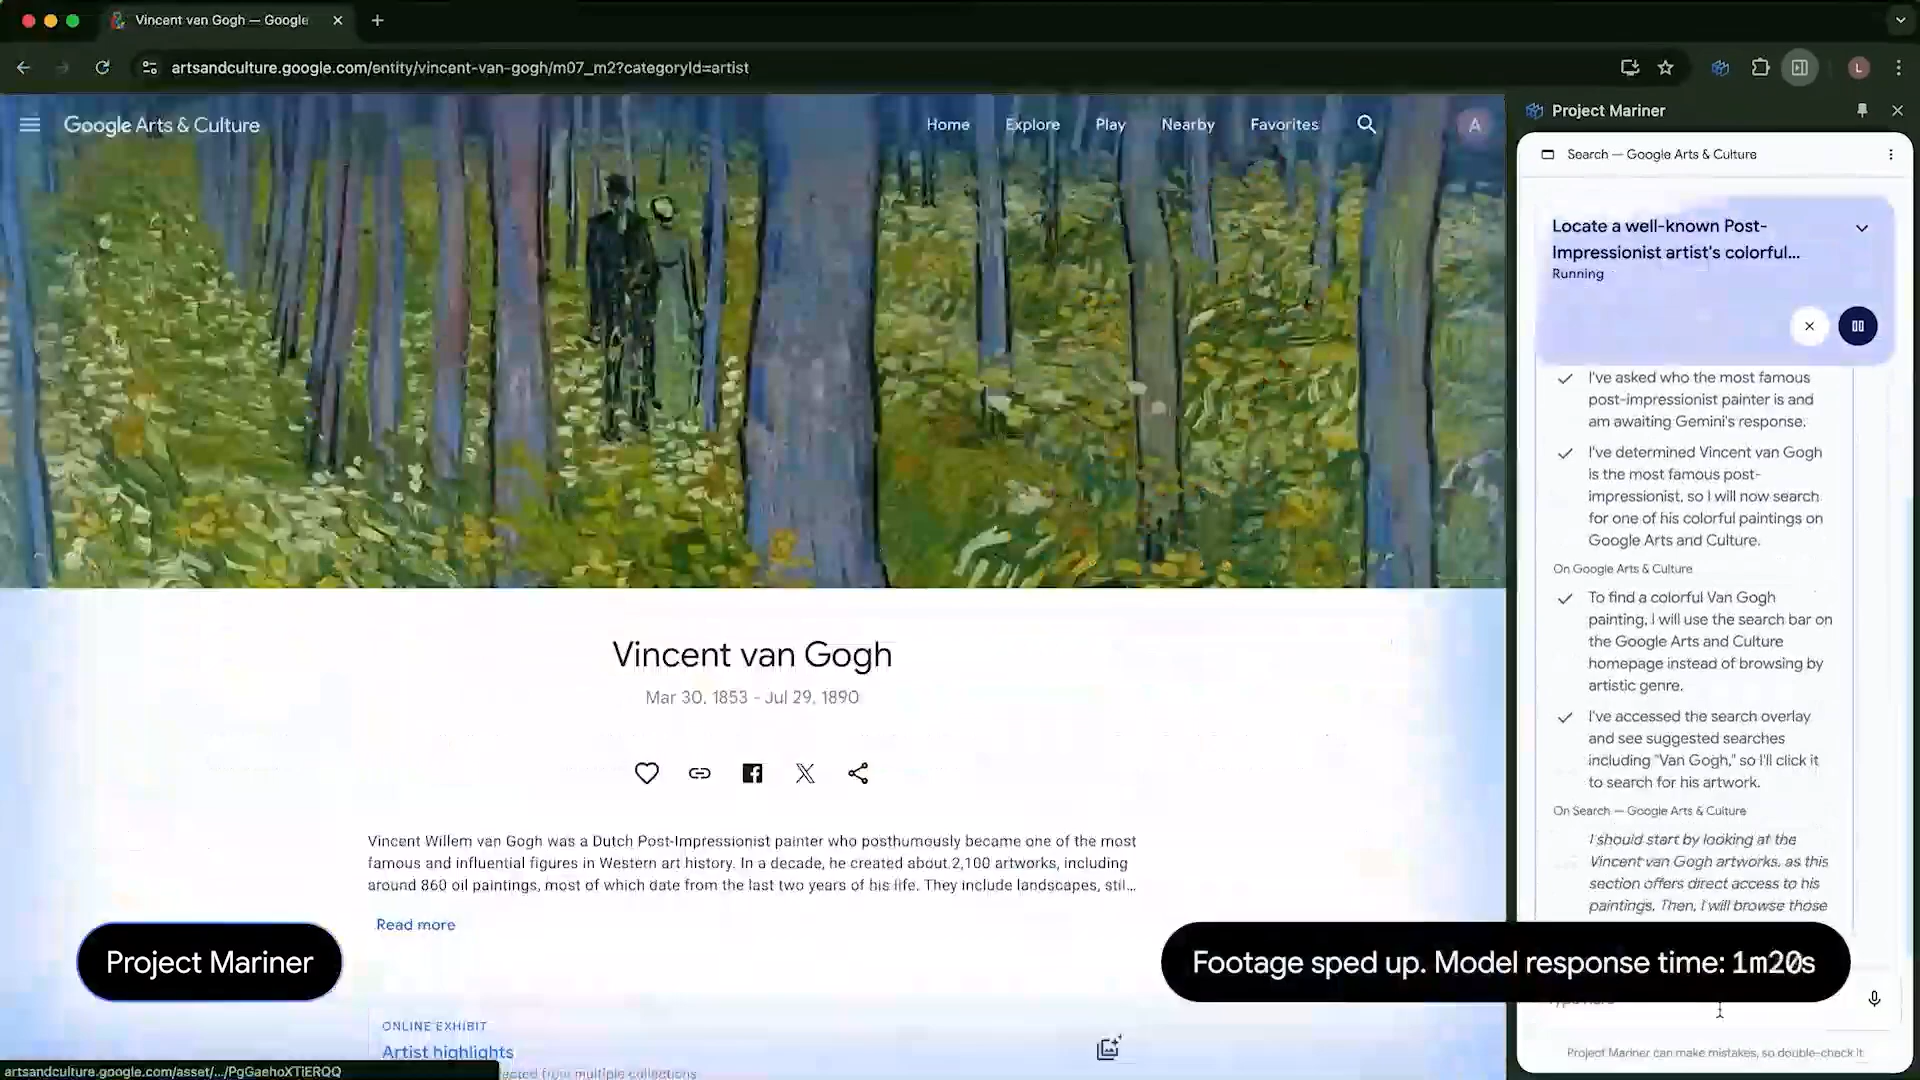 Vincent van Gogh — Google
artsandculture.google.com/entity/vincent-van-gogh/m07_m2?categoryId=artist
L
Google Arts & Culture
Home
Explore
Play
Nearby
Favorites
A
Vincent van Gogh
Mar 30, 1853 - Jul 29, 1890
Vincent Willem van Gogh was a Dutch Post-Impressionist painter who posthumously became one of the most
famous and influential figures in Western art history. In a decade, he created about 2,100 artworks, including
around 860 oil paintings, most of which date from the last two years of his life. They include landscapes, stil...
Read more
ONLINE EXHIBIT
Artist highlights
from multiple collections
artsandculture.google.com/asset/.../PgGaehoXTiERQQ
Project Mariner
Footage sped up. Model response time: 1m20s
Project Mariner
Search — Google Arts & Culture
Locate a well-known Post-
Impressionist artist's colorful...
Running
I've asked who the most famous
post-impressionist painter is and
am awaiting Gemini's response.
I've determined Vincent van Gogh
is the most famous post-
impressionist, so I will now search
for one of his colorful paintings on
Google Arts and Culture.
On Google Arts & Culture
To find a colorful Van Gogh
painting, I will use the search bar on
the Google Arts and Culture
homepage instead of browsing by
artistic genre.
I've accessed the search overlay
and see suggested searches
including "Van Gogh," so I'll click it
to search for his artwork.
On Search — Google Arts & Culture
I should start by looking at the
Vincent van Gogh artworks, as this
section offers direct access to his
paintings. Then, I will browse those
Project Mariner can make mistakes, so double-check it